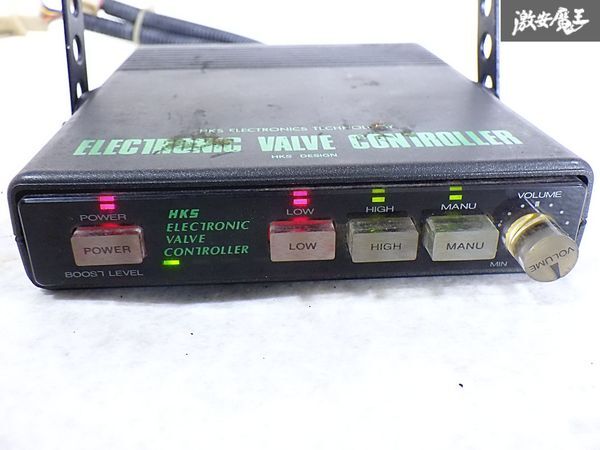 激安魔王
HKS ELECTRONICS TECHNOLOGY
ELECTRONIC VALVE CONTROLLER
HKS DESIGN
POWER
LOW
HIGH
MANU
VOLUME
HKS
ELECTRONIC
VALVE
CONTROLLER
POWER
LOW
HIGH
MANU
VOLUME
BOOST LEVEL
MIN